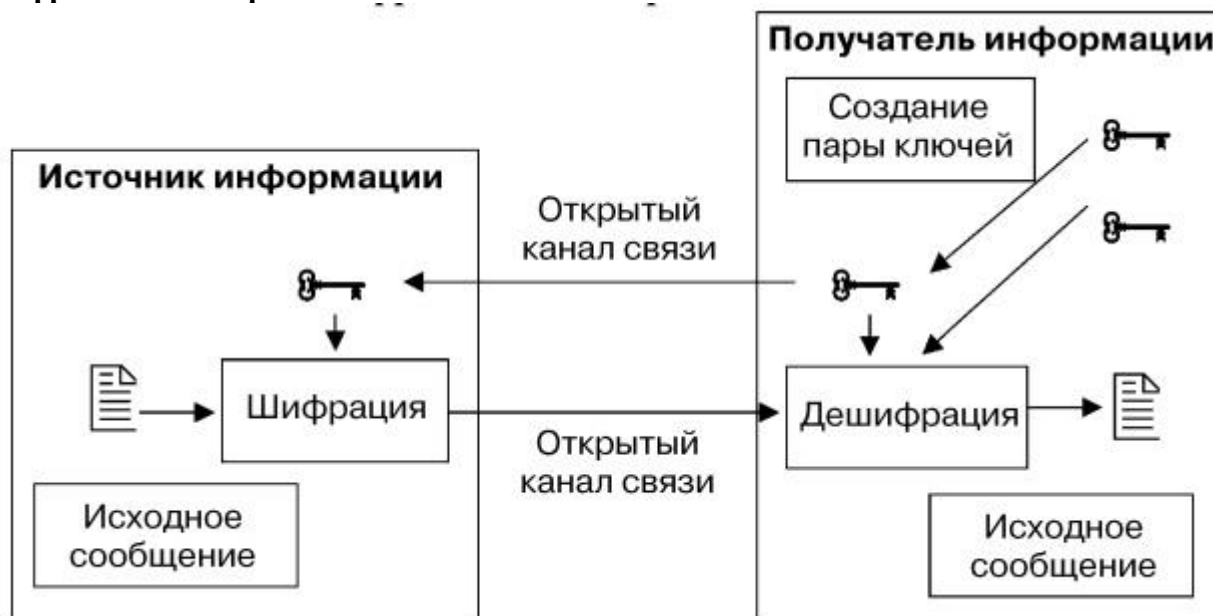 Получатель информации
Создание
пары ключей
Источник информации
Открытый
канал связи
Шифрация
Дешифрация
Открытый
канал связи
Исходное
сообщение
Исходное
сообщение